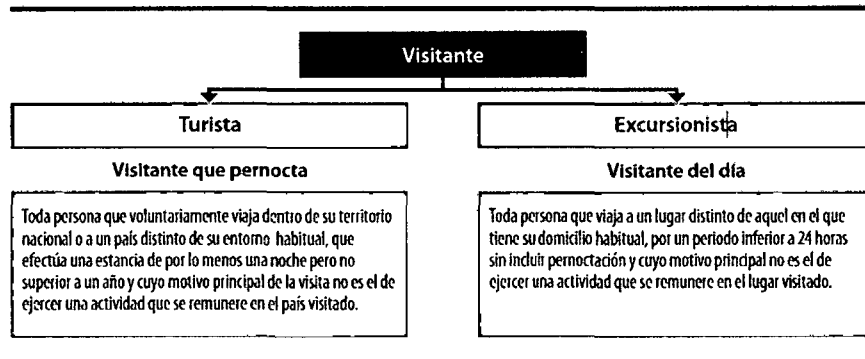 Visitante
Turista
Excursionista
Visitante que pernocta
Visitante del día
Toda persona que voluntariamente viaja dentro de su territorio
nacional o a un país distinto de su entorno habitual, que
efectúa una estancia de por lo menos una noche pero no
superior a un año y cuyo motivo principal de la visita no es el de
ejercer una actividad que se remunere en el país visitado.
Toda persona que viaja a un lugar distinto de aquel en el que
tiene su domicilio habitual, por un periodo inferior a 24 horas
sin incluir pernoctación y cuyo motivo principal no es el de
ejercer una actividad que se remunere en el lugar visitado.